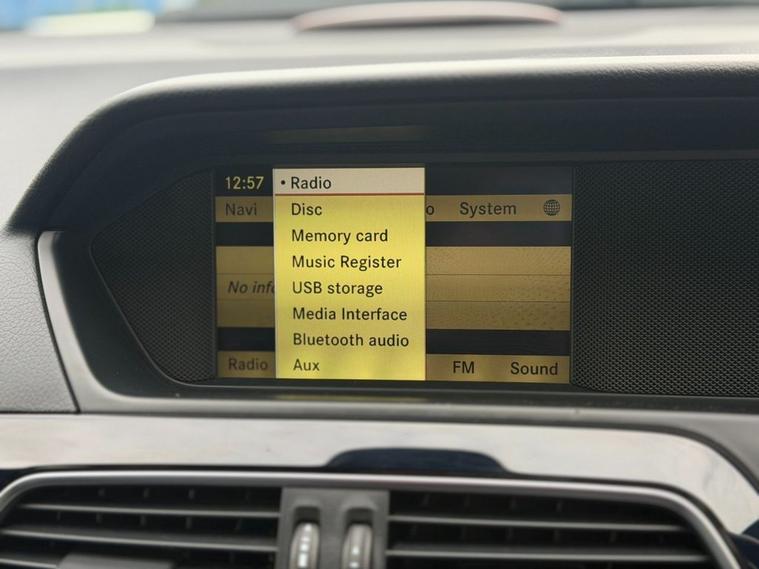 12:57
• Radio
Navi
o System
Disc
Memory card
Music Register
No info
USB storage
Media Interface
Bluetooth audio
Radio
Aux
FM
Sound